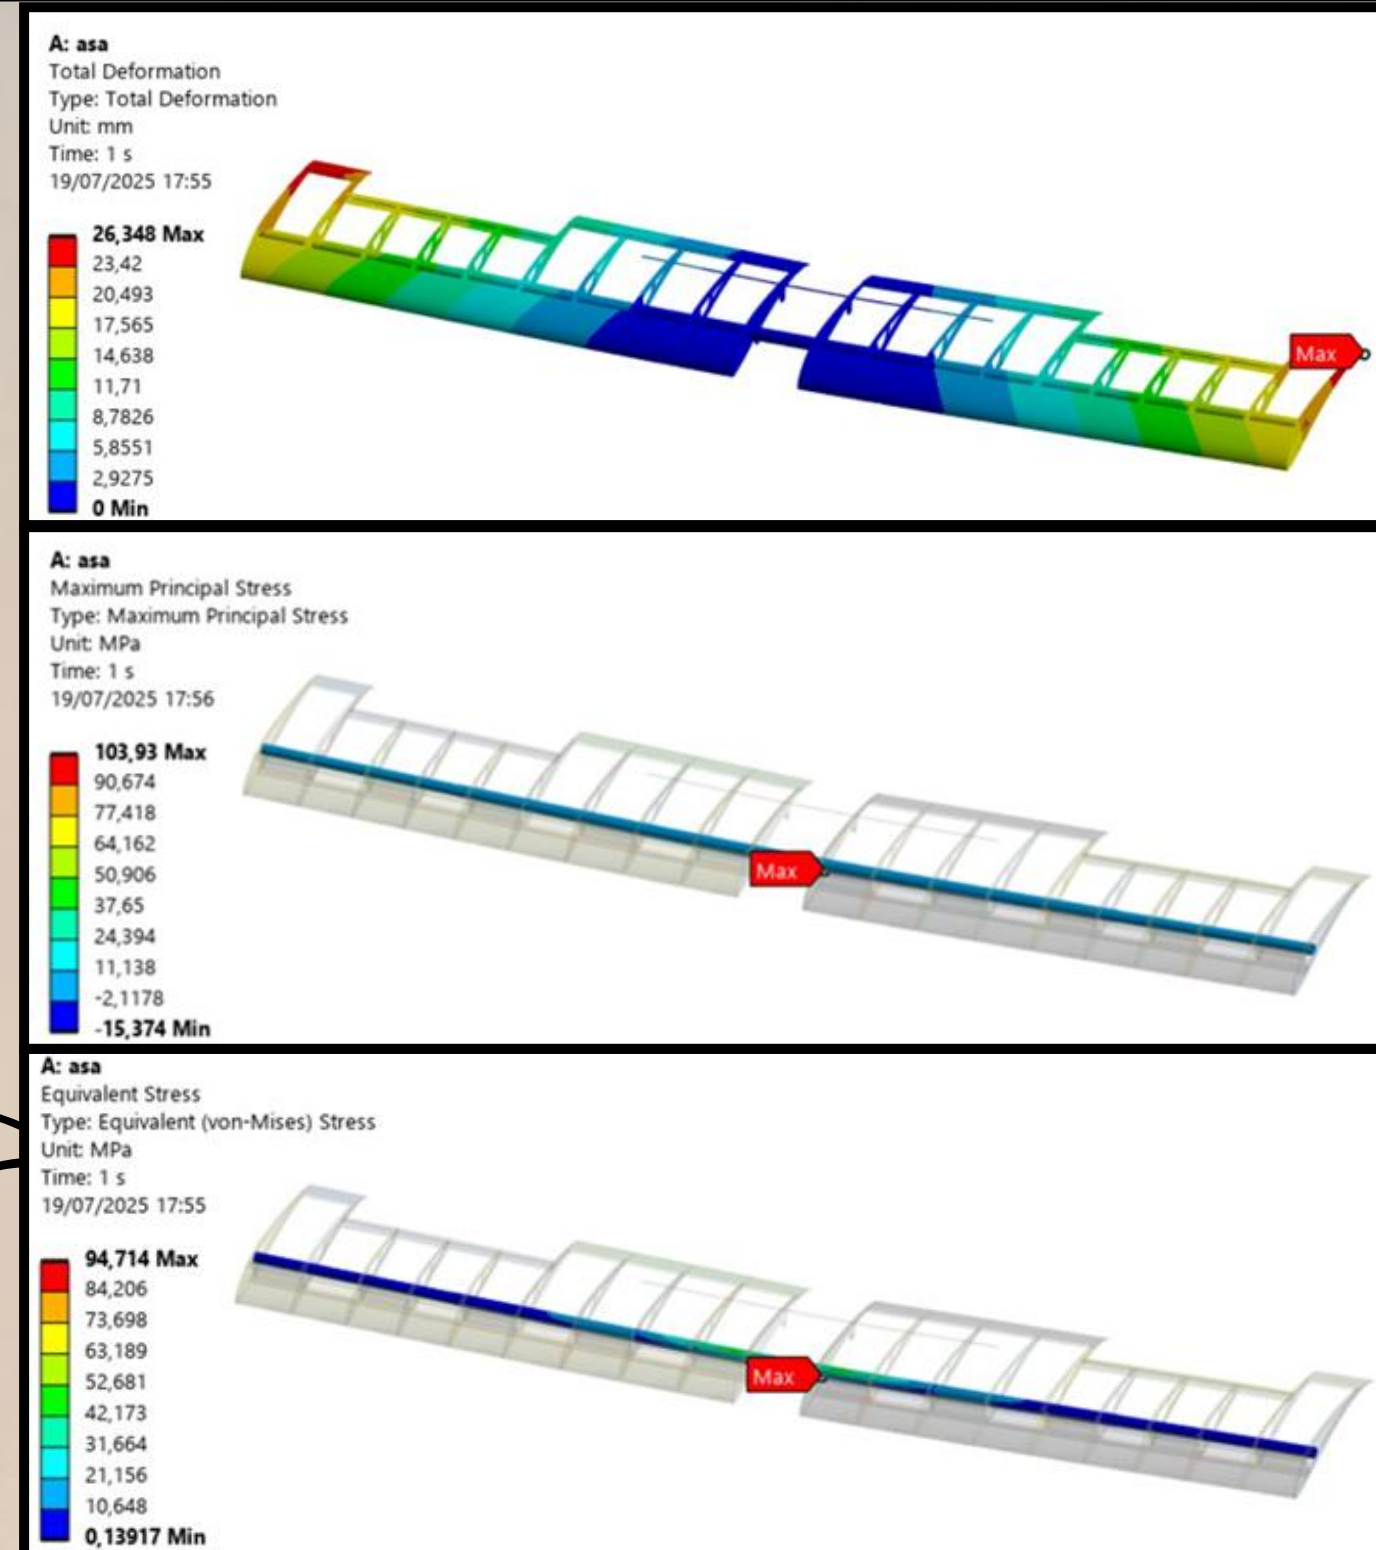 A: asa
Total Deformation
Type: Total Deformation
Unit: mm
Time: 1 s
19/07/2025 17:55
26,348 Max
23,42
20,493
17,565
14,638
11,71
8,7826
5,8551
2,9275
0 Min
Max
A: asa
Maximum Principal Stress
Type: Maximum Principal Stress
Unit: MPa
Time: 1 s
19/07/2025 17:56
103,93 Max
90,674
77,418
64,162
50,906
37,65
24,394
11,138
-2,1178
-15,374 Min
Max
A: asa
Equivalent Stress
Type: Equivalent (von-Mises) Stress
Unit: MPa
Time: 1 s
19/07/2025 17:55
94,714 Max
84,206
73,698
63,189
52,681
42,173
31,664
21,156
10,648
0,13917 Min
Max